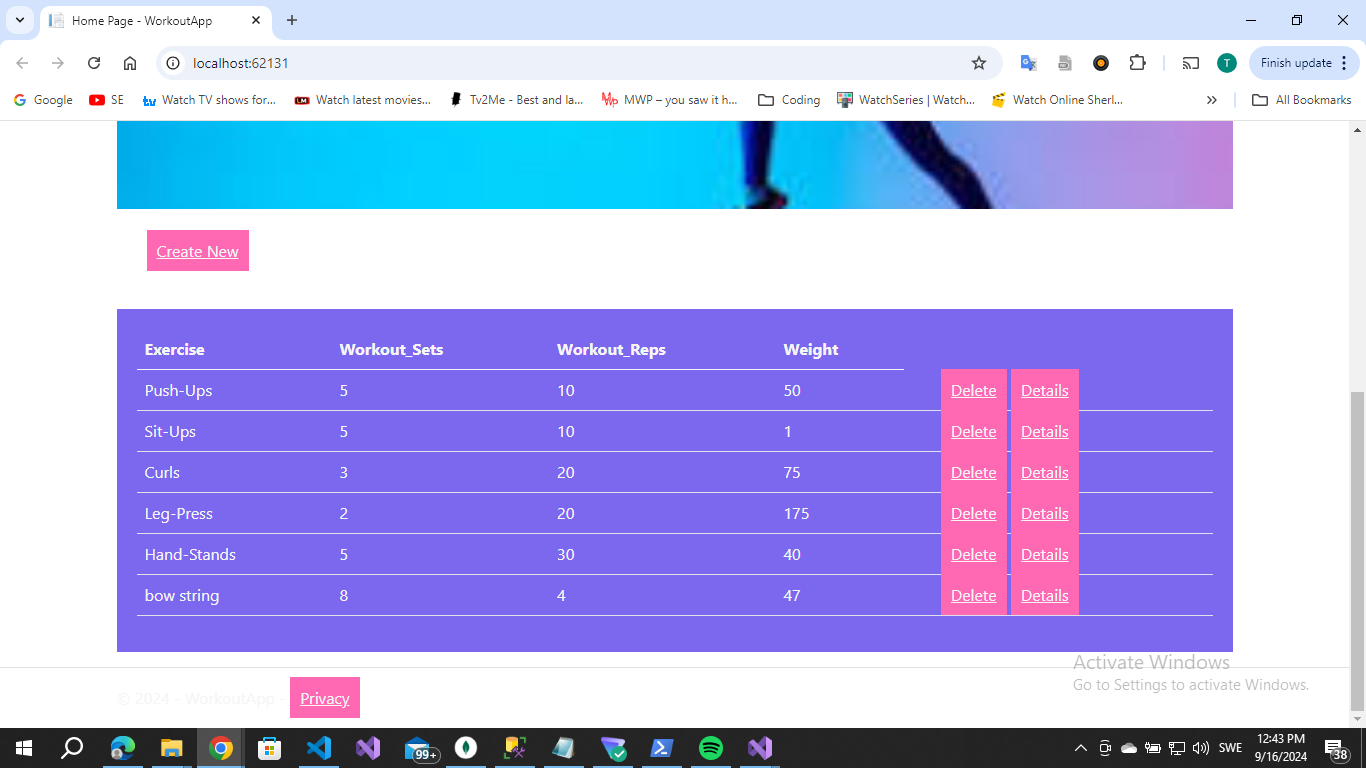 Home Page - WorkoutApp
localhost:62131
T
Finish update
Google
SE
Watch TV shows for...
Watch latest movies...
Tv2Me - Best and la...
MWP – you saw it h...
Coding
WatchSeries | Watch...
Watch Online Sherl...
All Bookmarks
Create New
Exercise Workout_Sets Workout_Reps Weight
Push-Ups 5 10 50 Delete Details
Sit-Ups 5 10 1 Delete Details
Curls 3 20 75 Delete Details
Leg-Press 2 20 175 Delete Details
Hand-Stands 5 30 40 Delete Details
bow string 8 4 47 Delete Details
Activate Windows
Go to Settings to activate Windows.
© 2024 - WorkoutApp - Privacy
99+
SWE
12:43 PM
9/16/2024
38